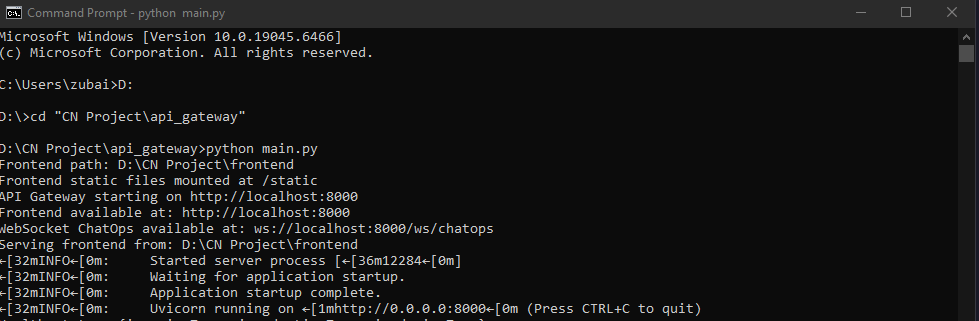 Command Prompt - python  main.py
Microsoft Windows [Version 10.0.19045.6466]
(c) Microsoft Corporation. All rights reserved.
C:\Users\zubai>D:
D:\>cd "CN Project\api_gateway"
D:\CN Project\api_gateway>python main.py
Frontend path: D:\CN Project\frontend
Frontend static files mounted at /static
API Gateway starting on http://localhost:8000
Frontend available at: http://localhost:8000
WebSocket ChatOps available at: ws://localhost:8000/ws/chatops
Serving frontend from: D:\CN Project\frontend
←[32mINFO←[0m:     Started server process [←[36m12284←[0m]
←[32mINFO←[0m:     Waiting for application startup.
←[32mINFO←[0m:     Application startup complete.
←[32mINFO←[0m:     Uvicorn running on ←[1mhttp://0.0.0.0:8000←[0m (Press CTRL+C to quit)